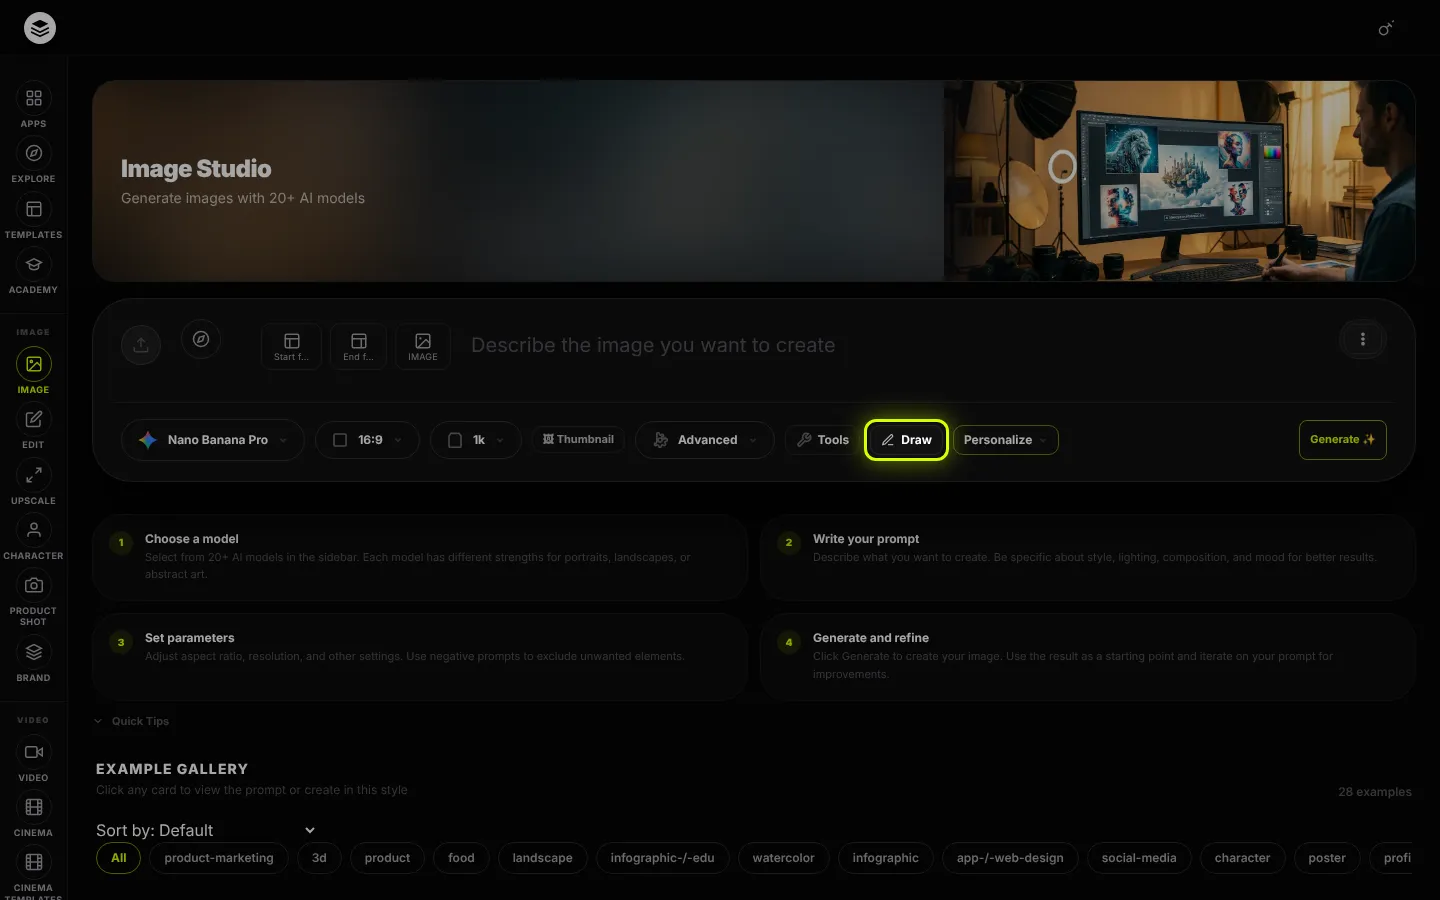 APPS
EXPLORE
TEMPLATES
ACADEMY
IMAGE
IMAGE
EDIT
UPSCALE
CHARACTER
PRODUCT
SHOT
BRAND
VIDEO
VIDEO
CINEMA
CINEMA
TEMPLATES
Image Studio
Generate images with 20+ AI models
Start f...
End f...
IMAGE
Describe the image you want to create
Nano Banana Pro
16:9
1k
Thumbnail
Advanced
Tools
Draw
Personalize
Generate ✨
1
Choose a model
Select from 20+ AI models in the sidebar. Each model has different strengths for portraits, landscapes, or
abstract art.
2
Write your prompt
Describe what you want to create. Be specific about style, lighting, composition, and mood for better results.
3
Set parameters
Adjust aspect ratio, resolution, and other settings. Use negative prompts to exclude unwanted elements.
4
Generate and refine
Click Generate to create your image. Use the result as a starting point and iterate on your prompt for
improvements.
Quick Tips
EXAMPLE GALLERY
Click any card to view the prompt or create in this style
28 examples
Sort by: Default
All
product-marketing
3d
product
food
landscape
infographic-/-edu
watercolor
infographic
app-/-web-design
social-media
character
poster
profi